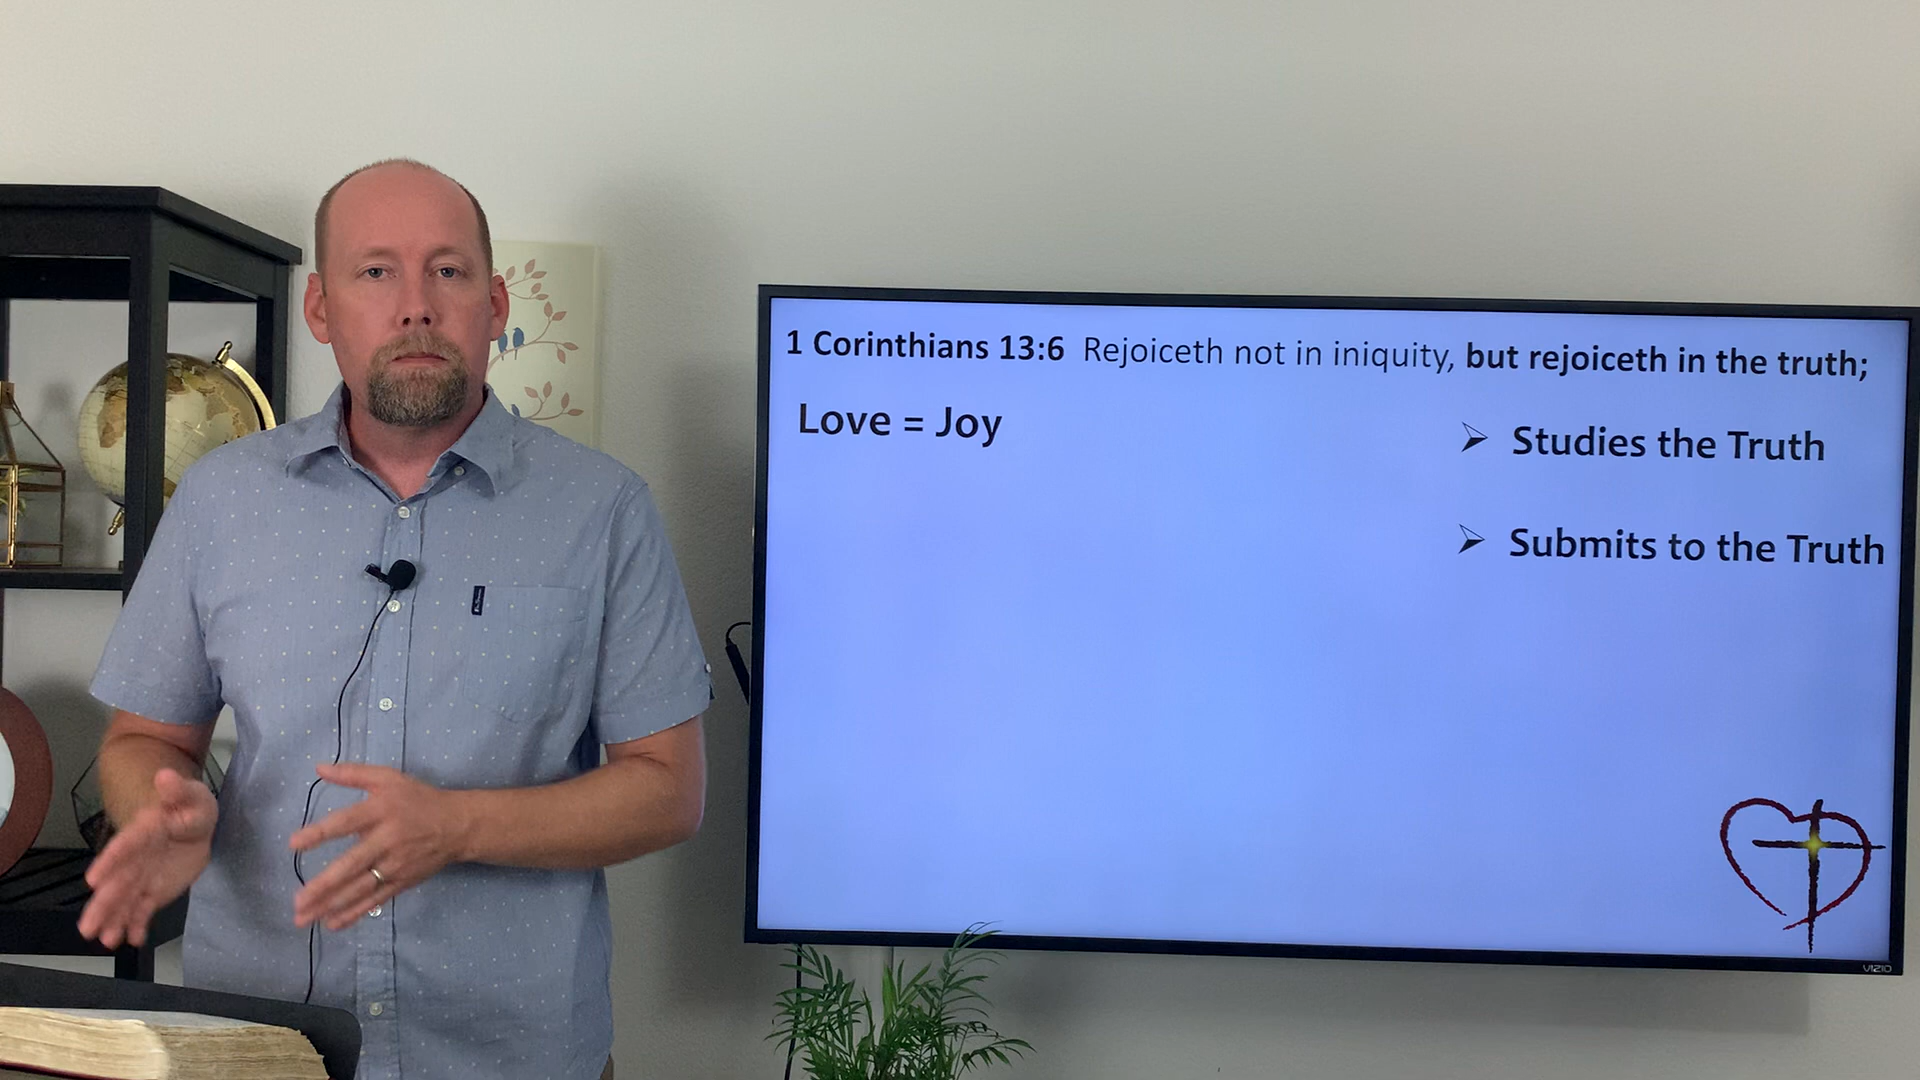 1 Corinthians 13:6 Rejoiceth not in iniquity, but rejoiceth in the truth;
Love = Joy
➢ Studies the Truth
➢ Submits to the Truth
VIZIO